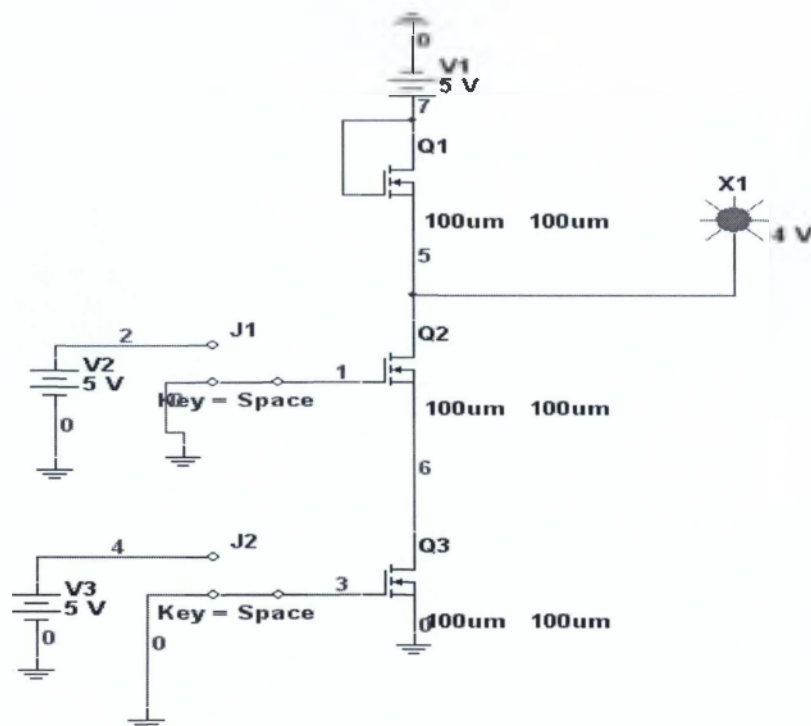 0
V1
5 V
7
Q1
X1
100um 100um
4 V
5
2
J1
Q2
V2
5 V
1
0
Key = Space
100um 100um
0
6
4
J2
Q3
V3
5 V
3
0
Key = Space
0
0
100um 100um